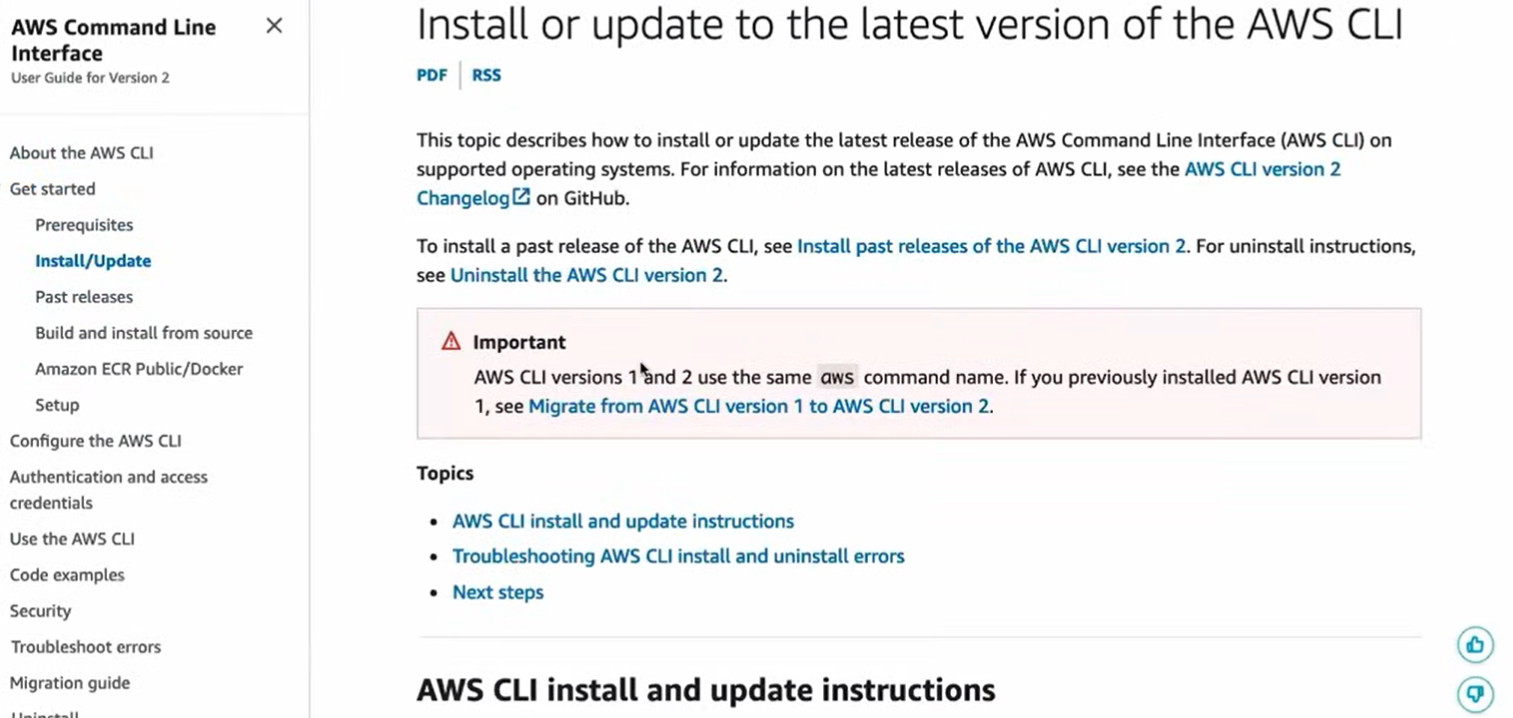 AWS Command Line
Interface
User Guide for Version 2
About the AWS CLI
Get started
Prerequisites
Install/Update
Past releases
Build and install from source
Amazon ECR Public/Docker
Setup
Configure the AWS CLI
Authentication and access
credentials
Use the AWS CLI
Code examples
Security
Troubleshoot errors
Migration guide
Uninstall
Install or update to the latest version of the AWS CLI
PDF | RSS
This topic describes how to install or update the latest release of the AWS Command Line Interface (AWS CLI) on
supported operating systems. For information on the latest releases of AWS CLI, see the AWS CLI version 2
Changelog on GitHub.
To install a past release of the AWS CLI, see Install past releases of the AWS CLI version 2. For uninstall instructions,
see Uninstall the AWS CLI version 2.
Important
AWS CLI versions 1 and 2 use the same aws command name. If you previously installed AWS CLI version
1, see Migrate from AWS CLI version 1 to AWS CLI version 2.
Topics
• AWS CLI install and update instructions
• Troubleshooting AWS CLI install and uninstall errors
• Next steps
AWS CLI install and update instructions